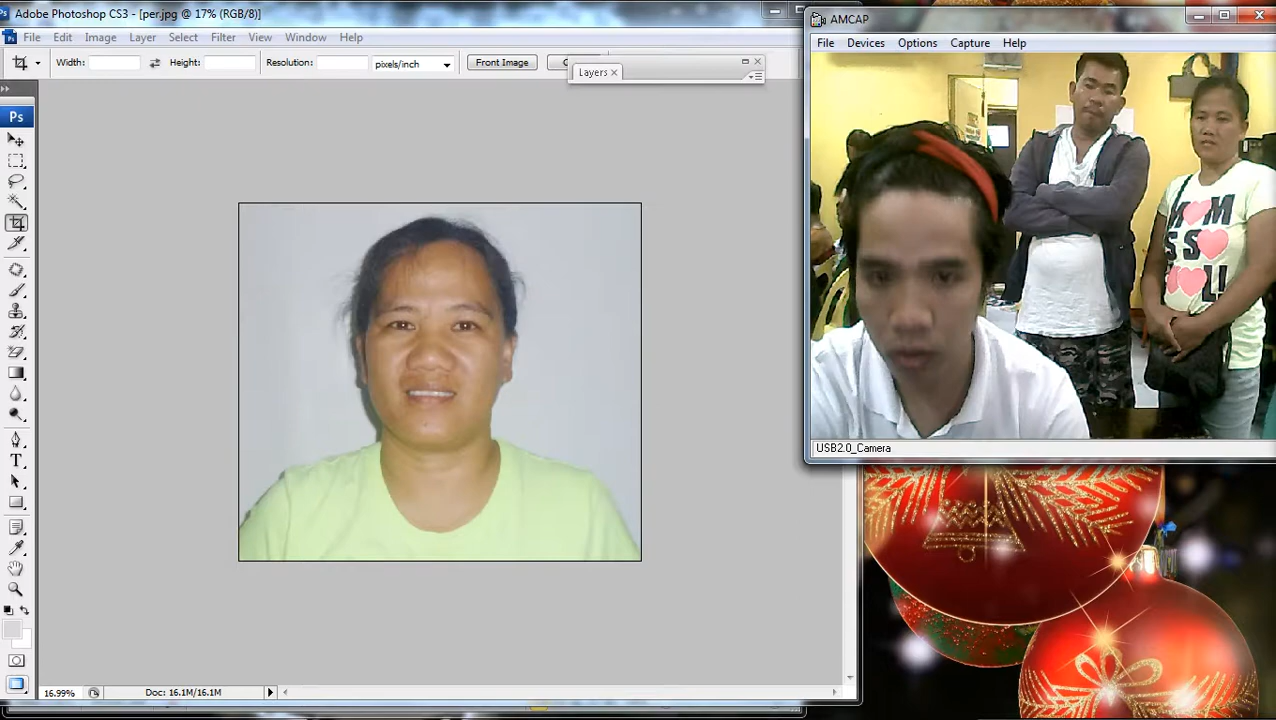 Adobe Photoshop CS3 - [per.jpg @ 17% (RGB/8)]
File Edit Image Layer Select Filter View Window Help
Width: Height: Resolution: pixels/inch Front Image
Layers x
Ps
T
16.99% Doc: 16.1M/16.1M
AMCAP
File Devices Options Capture Help
USB2.0_Camera